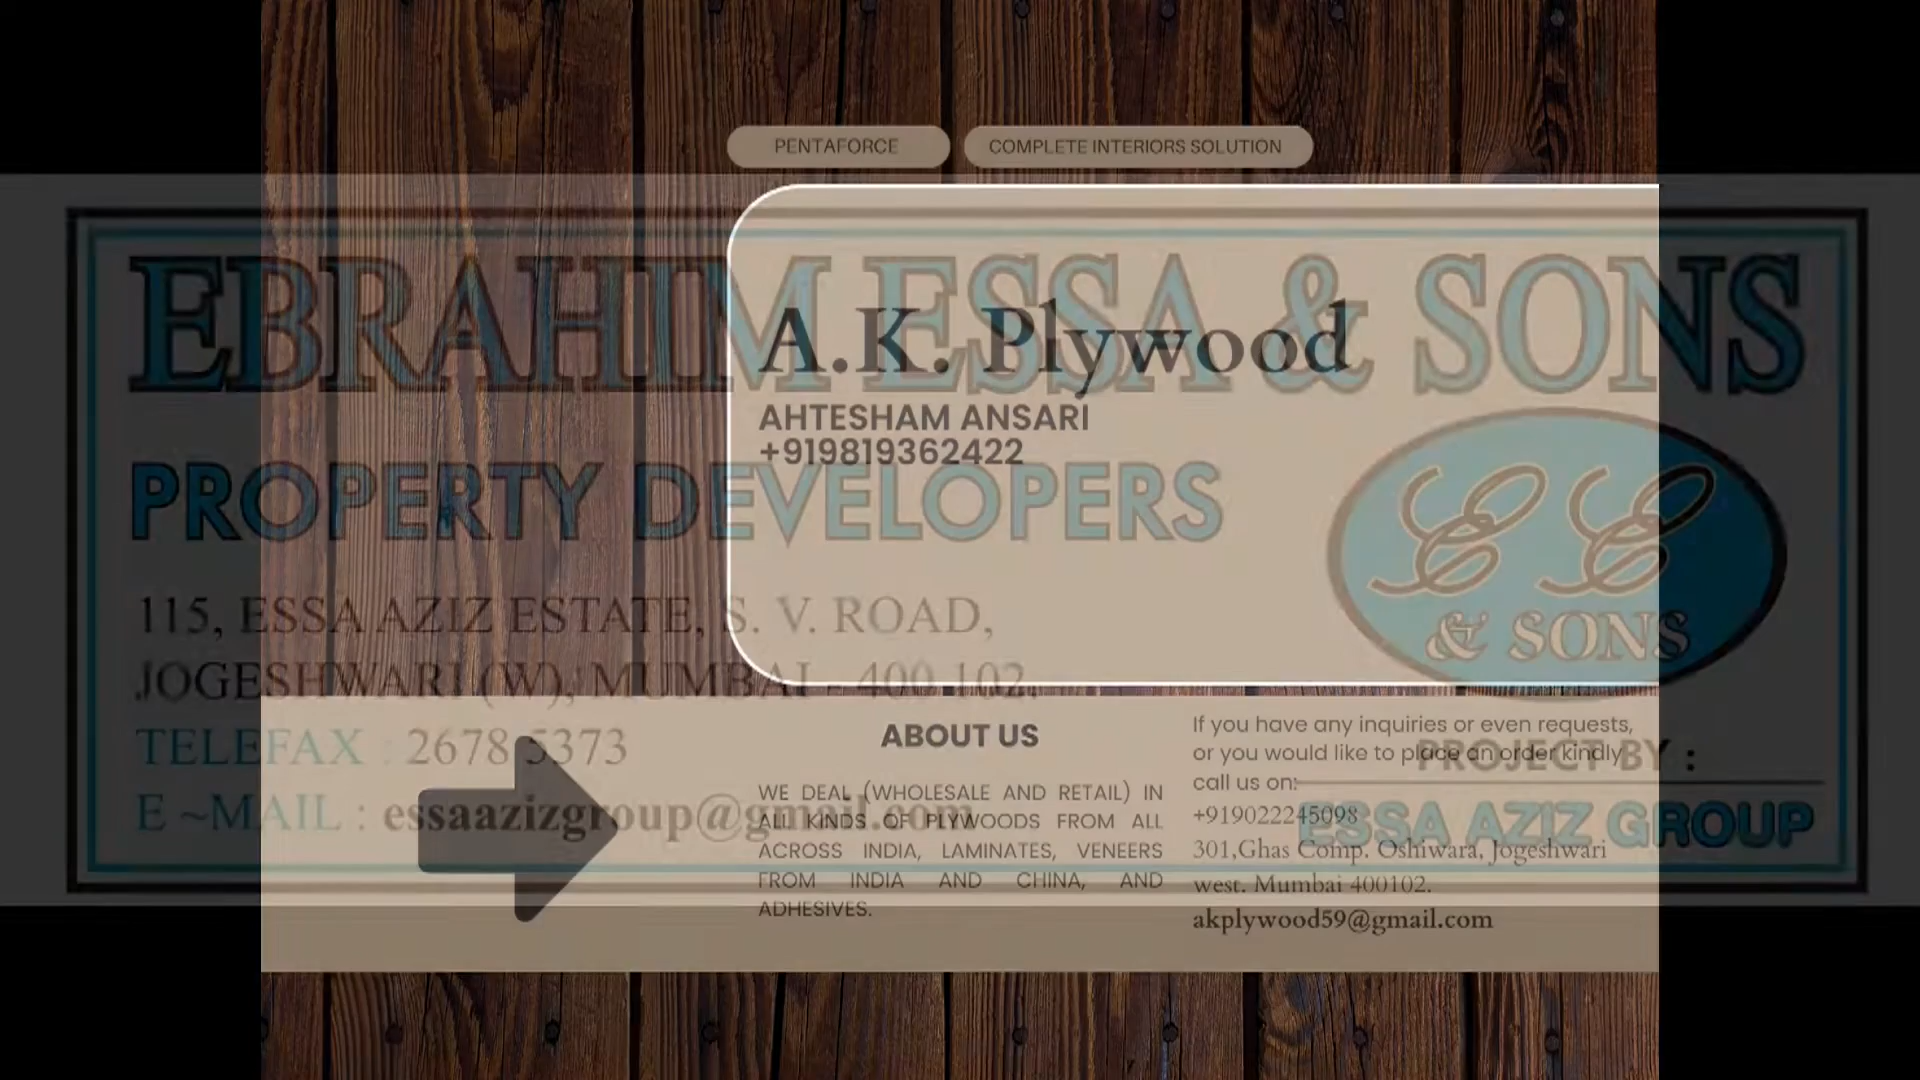 PENTAFORCE
COMPLETE INTERIORS SOLUTION
A.K. Plywood
AHTESHAM ANSARI
+919819362422
ABOUT US
WE DEAL (WHOLESALE AND RETAIL) IN
ALL KINDS OF PLYWOODS FROM ALL
ACROSS INDIA, LAMINATES, VENEERS
FROM INDIA AND CHINA, AND
ADHESIVES.
If you have any inquiries or even requests,
or you would like to place an order kindly
call us on:
+919022245098
301,Ghas Comp. Oshiwara, Jogeshwari
west. Mumbai 400102.
akplywood59@gmail.com
EBRAHIM ESSA & SONS
PROPERTY DEVELOPERS
115, ESSA AZIZ ESTATE, S. V. ROAD,
JOGESHWARI (W), MUMBAI - 400 102.
TELEFAX : 2678 5373
E ~MAIL : essaazizgroup@gmail.com
E E
& SONS
PROJECT BY :
ESSA AZIZ GROUP